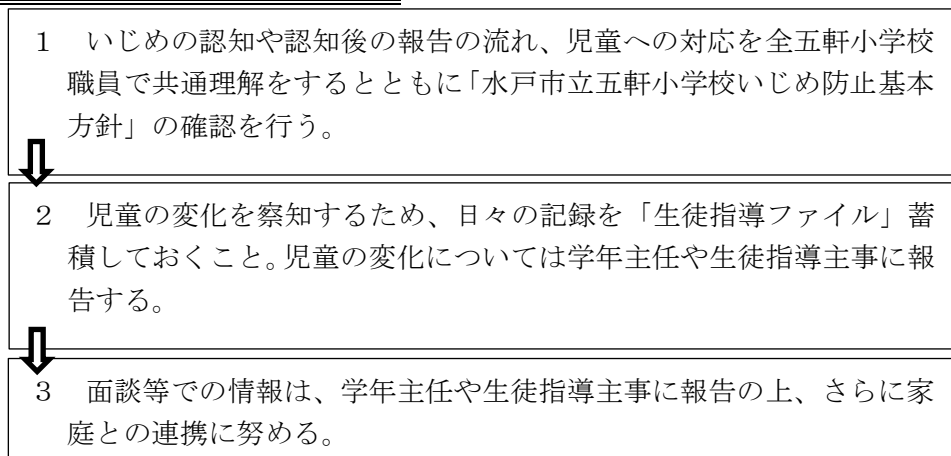 1　いじめの認知や認知後の報告の流れ、児童への対応を全五軒小学校
職員で共通理解をするとともに「水戸市立五軒小学校いじめ防止基本
方針」の確認を行う。
2　児童の変化を察知するため、日々の記録を「生徒指導ファイル」蓄
積しておくこと。児童の変化については学年主任や生徒指導主事に報
告する。
3　面談等での情報は、学年主任や生徒指導主事に報告の上、さらに家
庭との連携に努める。